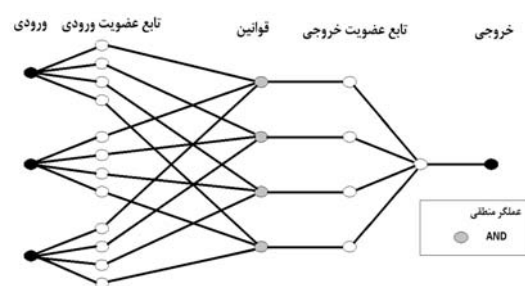 ورودی
تابع عضویت ورودی
قوانین
تابع عضویت خروجی
خروجی
عملگر منطقی
AND